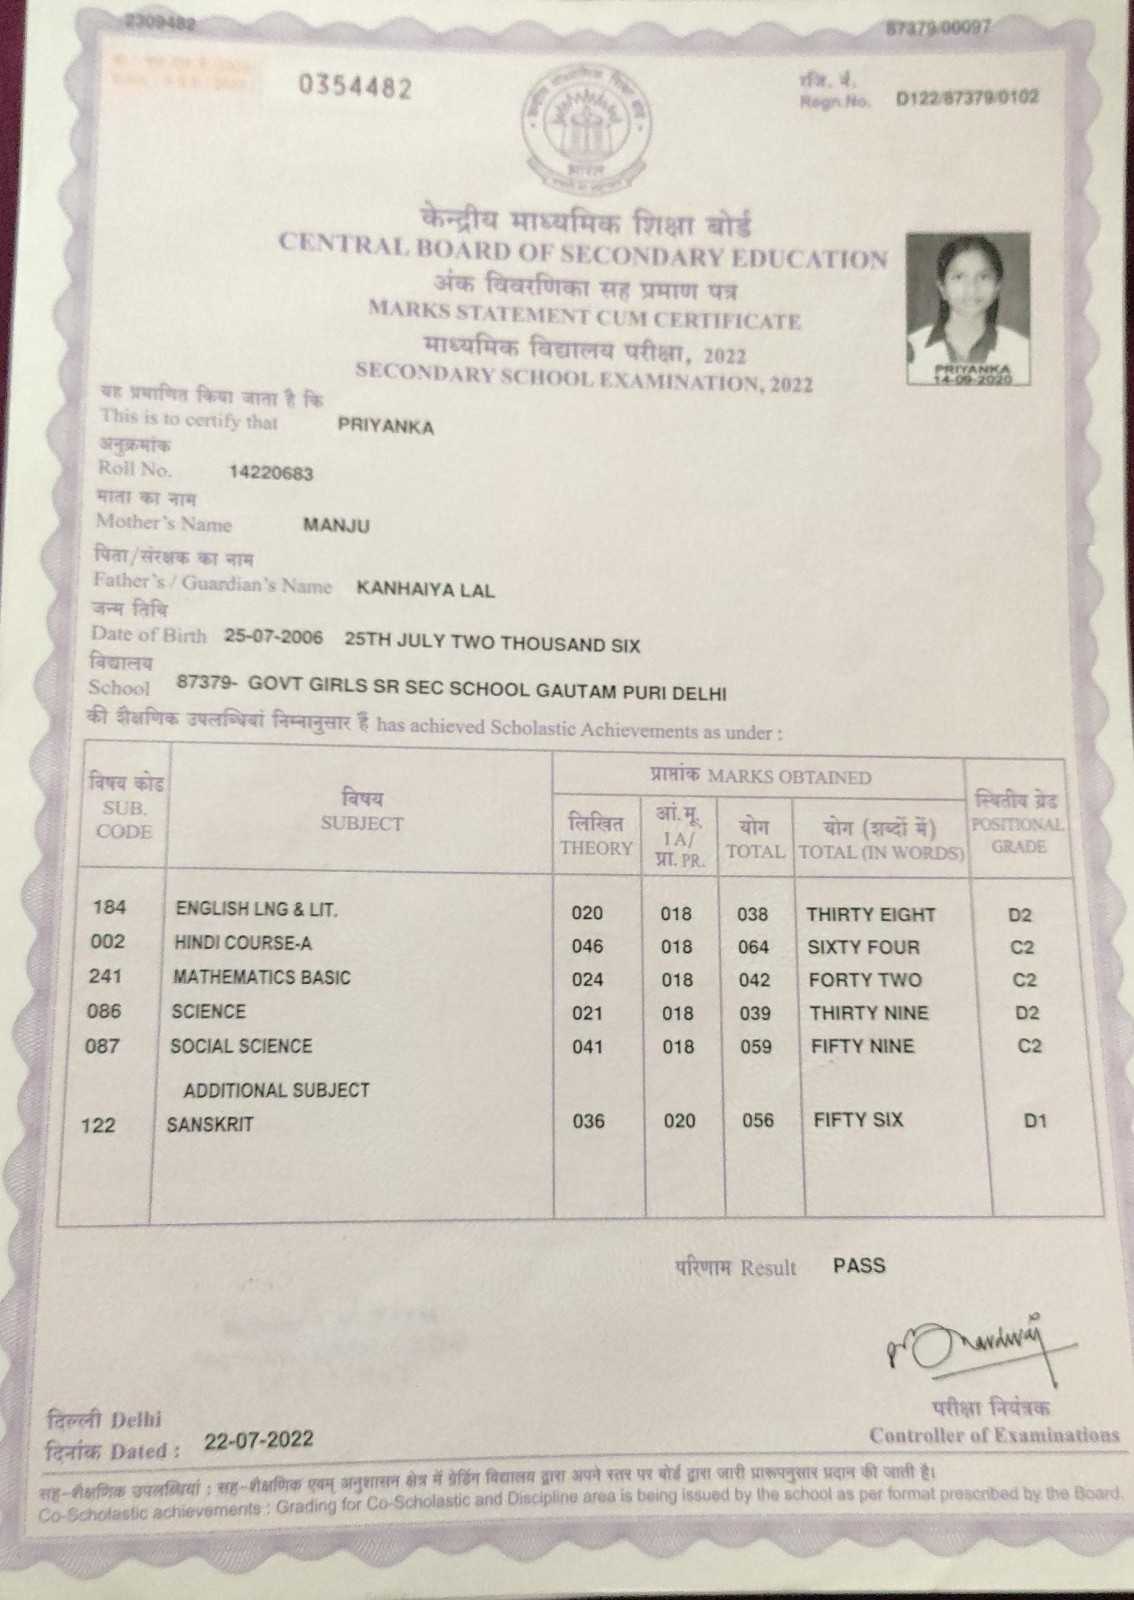 2309482
87379/00097
0354482
रजि. नं.
Regn.No. D122/87379/0102
भारत
केन्द्रीय माध्यमिक शिक्षा बोर्ड
CENTRAL BOARD OF SECONDARY EDUCATION
अंक विवरणिका सह प्रमाण पत्र
MARKS STATEMENT CUM CERTIFICATE
माध्यमिक विद्यालय परीक्षा, 2022
SECONDARY SCHOOL EXAMINATION, 2022
PRIYANKA
14-09-2020
यह प्रमाणित किया जाता है कि
This is to certify that PRIYANKA
अनुक्रमांक
Roll No. 14220683
माता का नाम
Mother's Name MANJU
पिता/संरक्षक का नाम
Father's / Guardian's Name KANHAIYA LAL
जन्म तिथि
Date of Birth 25-07-2006 25TH JULY TWO THOUSAND SIX
विद्यालय
School 87379- GOVT GIRLS SR SEC SCHOOL GAUTAM PURI DELHI
की शैक्षणिक उपलब्धियां निम्नानुसार हैं has achieved Scholastic Achievements as under :
विषय कोड SUB. CODE
विषय SUBJECT
प्राप्तांक MARKS OBTAINED
लिखित THEORY
आं.मू. IA/ प्रा. PR.
योग TOTAL
योग (शब्दों में) TOTAL (IN WORDS)
स्थितीय ग्रेड POSITIONAL GRADE
184 ENGLISH LNG & LIT. 020 018 038 THIRTY EIGHT D2
002 HINDI COURSE-A 046 018 064 SIXTY FOUR C2
241 MATHEMATICS BASIC 024 018 042 FORTY TWO C2
086 SCIENCE 021 018 039 THIRTY NINE D2
087 SOCIAL SCIENCE 041 018 059 FIFTY NINE C2
ADDITIONAL SUBJECT
122 SANSKRIT 036 020 056 FIFTY SIX D1
परिणाम Result PASS
दिल्ली Delhi
दिनांक Dated : 22-07-2022
परीक्षा नियंत्रक
Controller of Examinations
सह-शैक्षणिक उपलब्धियां : सह-शैक्षणिक एवम् अनुशासन क्षेत्र में ग्रेडिंग विद्यालय द्वारा अपने स्तर पर बोर्ड द्वारा जारी प्रारूपनुसार प्रदान की जाती है।
Co-Scholastic achievements : Grading for Co-Scholastic and Discipline area is being issued by the school as per format prescribed by the Board.